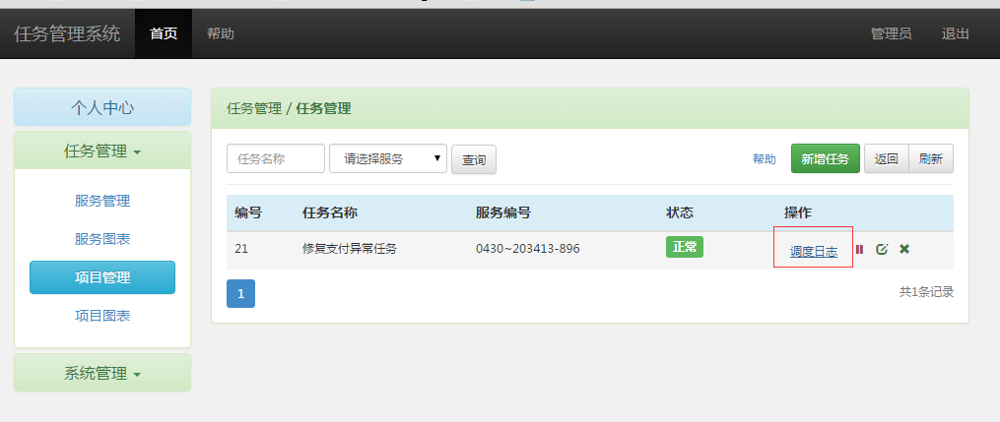 任务管理系统 首页 帮助 管理员 退出
个人中心
任务管理
服务管理
服务图表
项目管理
项目图表
系统管理
任务管理 / 任务管理
任务名称 请选择服务 查询 帮助 新增任务 返回 刷新
编号 任务名称 服务编号 状态 操作
21 修复支付异常任务 0430~203413-896 正常 调度日志
1 共1条记录